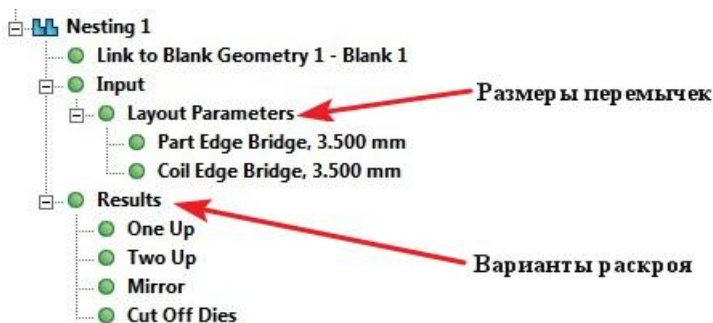 Nesting 1
Link to Blank Geometry 1 - Blank 1
Input
Layout Parameters
Размеры перемычек
Part Edge Bridge, 3.500 mm
Coil Edge Bridge, 3.500 mm
Results
One Up
Two Up
Варианты раскроя
Mirror
Cut Off Dies